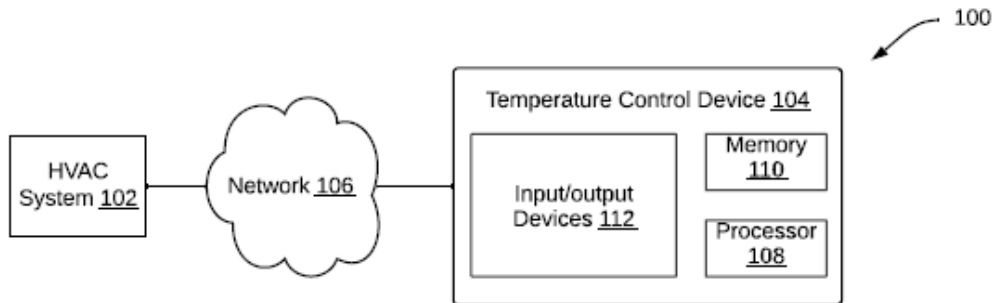 100
Temperature Control Device 104
HVAC
System 102
Network 106
Input/output
Devices 112
Memory
110
Processor
108